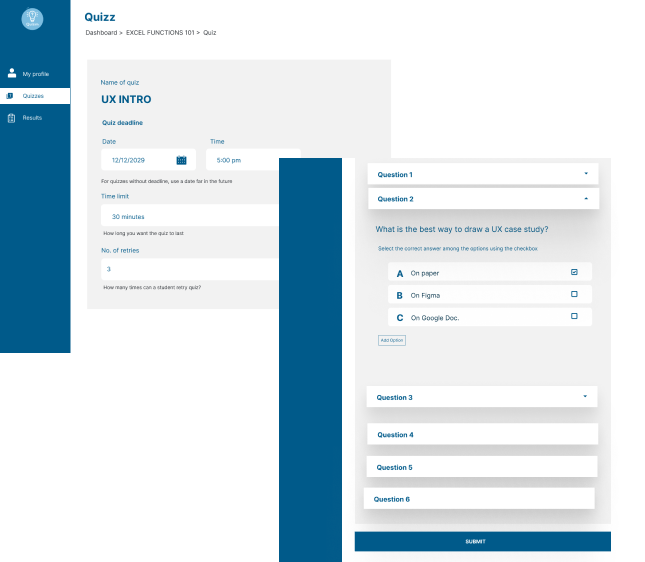 Quizz
Dashboard > EXCEL FUNCTIONS 101 > Quiz
My profile
Quizzes
Results
Name of quiz
UX INTRO
Quiz deadline
Date
Time
12/12/2029
5:00 pm
For quizzes without deadline, use a date far in the future
Time limit
30 minutes
How long you want the quiz to last
No. of retries
3
How many times can a student retry quiz?
Question 1
Question 2
What is the best way to draw a UX case study?
Select the correct answer among the options using the checkbox
A On paper
B On Figma
C On Google Doc.
Add Option
Question 3
Question 4
Question 5
Question 6
SUBMIT